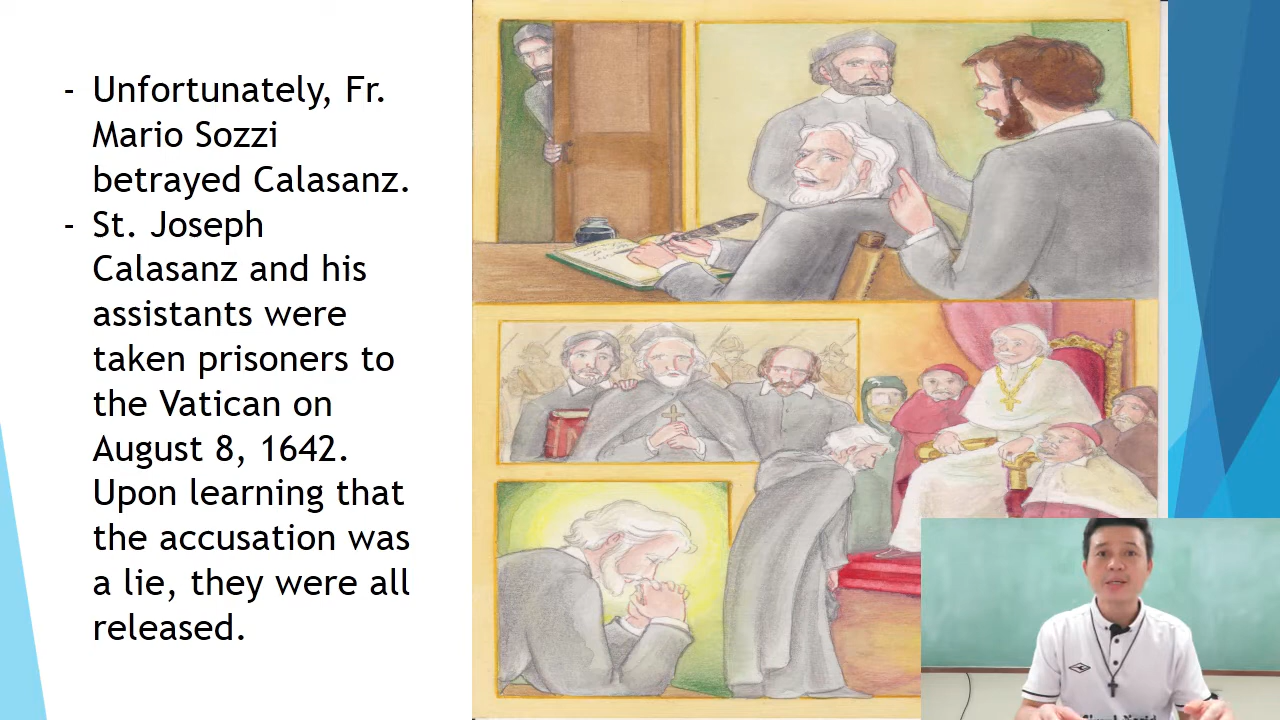 - Unfortunately, Fr.
Mario Sozzi
betrayed Calasanz.
- St. Joseph
Calasanz and his
assistants were
taken prisoners to
the Vatican on
August 8, 1642.
Upon learning that
the accusation was
a lie, they were all
released.